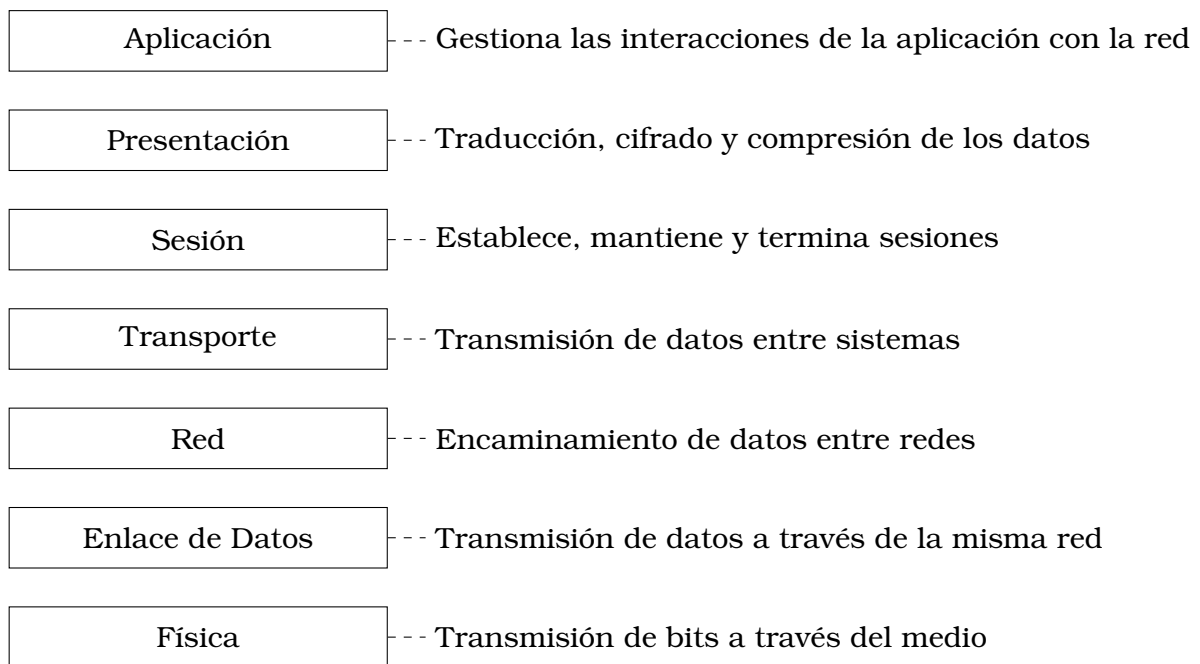 Aplicación
Gestiona las interacciones de la aplicación con la red
Presentación
Traducción, cifrado y compresión de los datos
Sesión
Establece, mantiene y termina sesiones
Transporte
Transmisión de datos entre sistemas
Red
Encaminamiento de datos entre redes
Enlace de Datos
Transmisión de datos a través de la misma red
Física
Transmisión de bits a través del medio